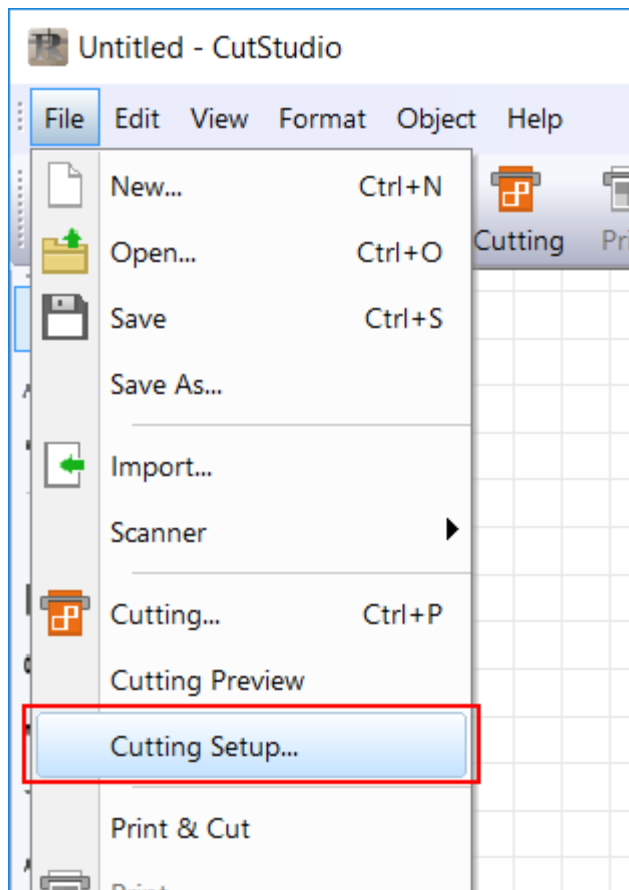 Untitled - CutStudio
File Edit View Format Object Help
New... Ctrl+N
Open... Ctrl+O
Cutting
Save Ctrl+S
Save As...
Import...
Scanner
Cutting... Ctrl+P
Cutting Preview
Cutting Setup...
Print & Cut